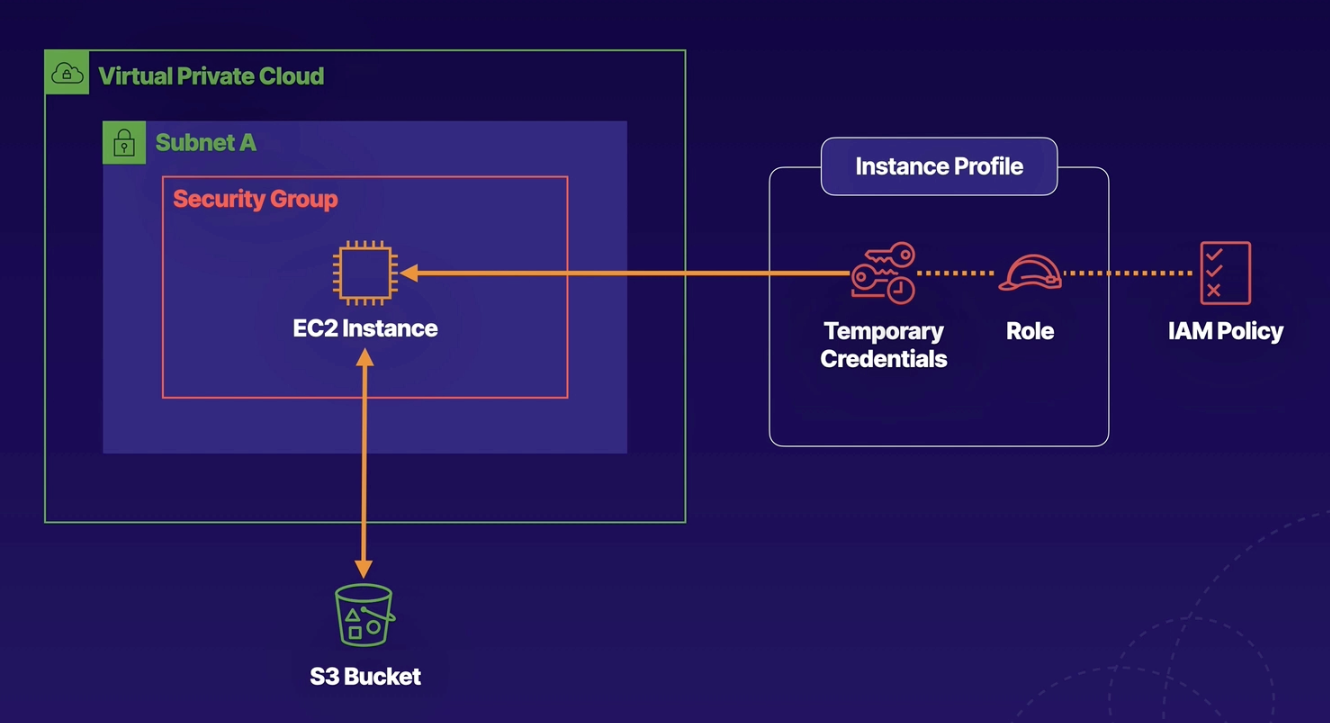 Virtual Private Cloud
Subnet A
Security Group
EC2 Instance
Instance Profile
Temporary
Credentials
Role
IAM Policy
S3 Bucket